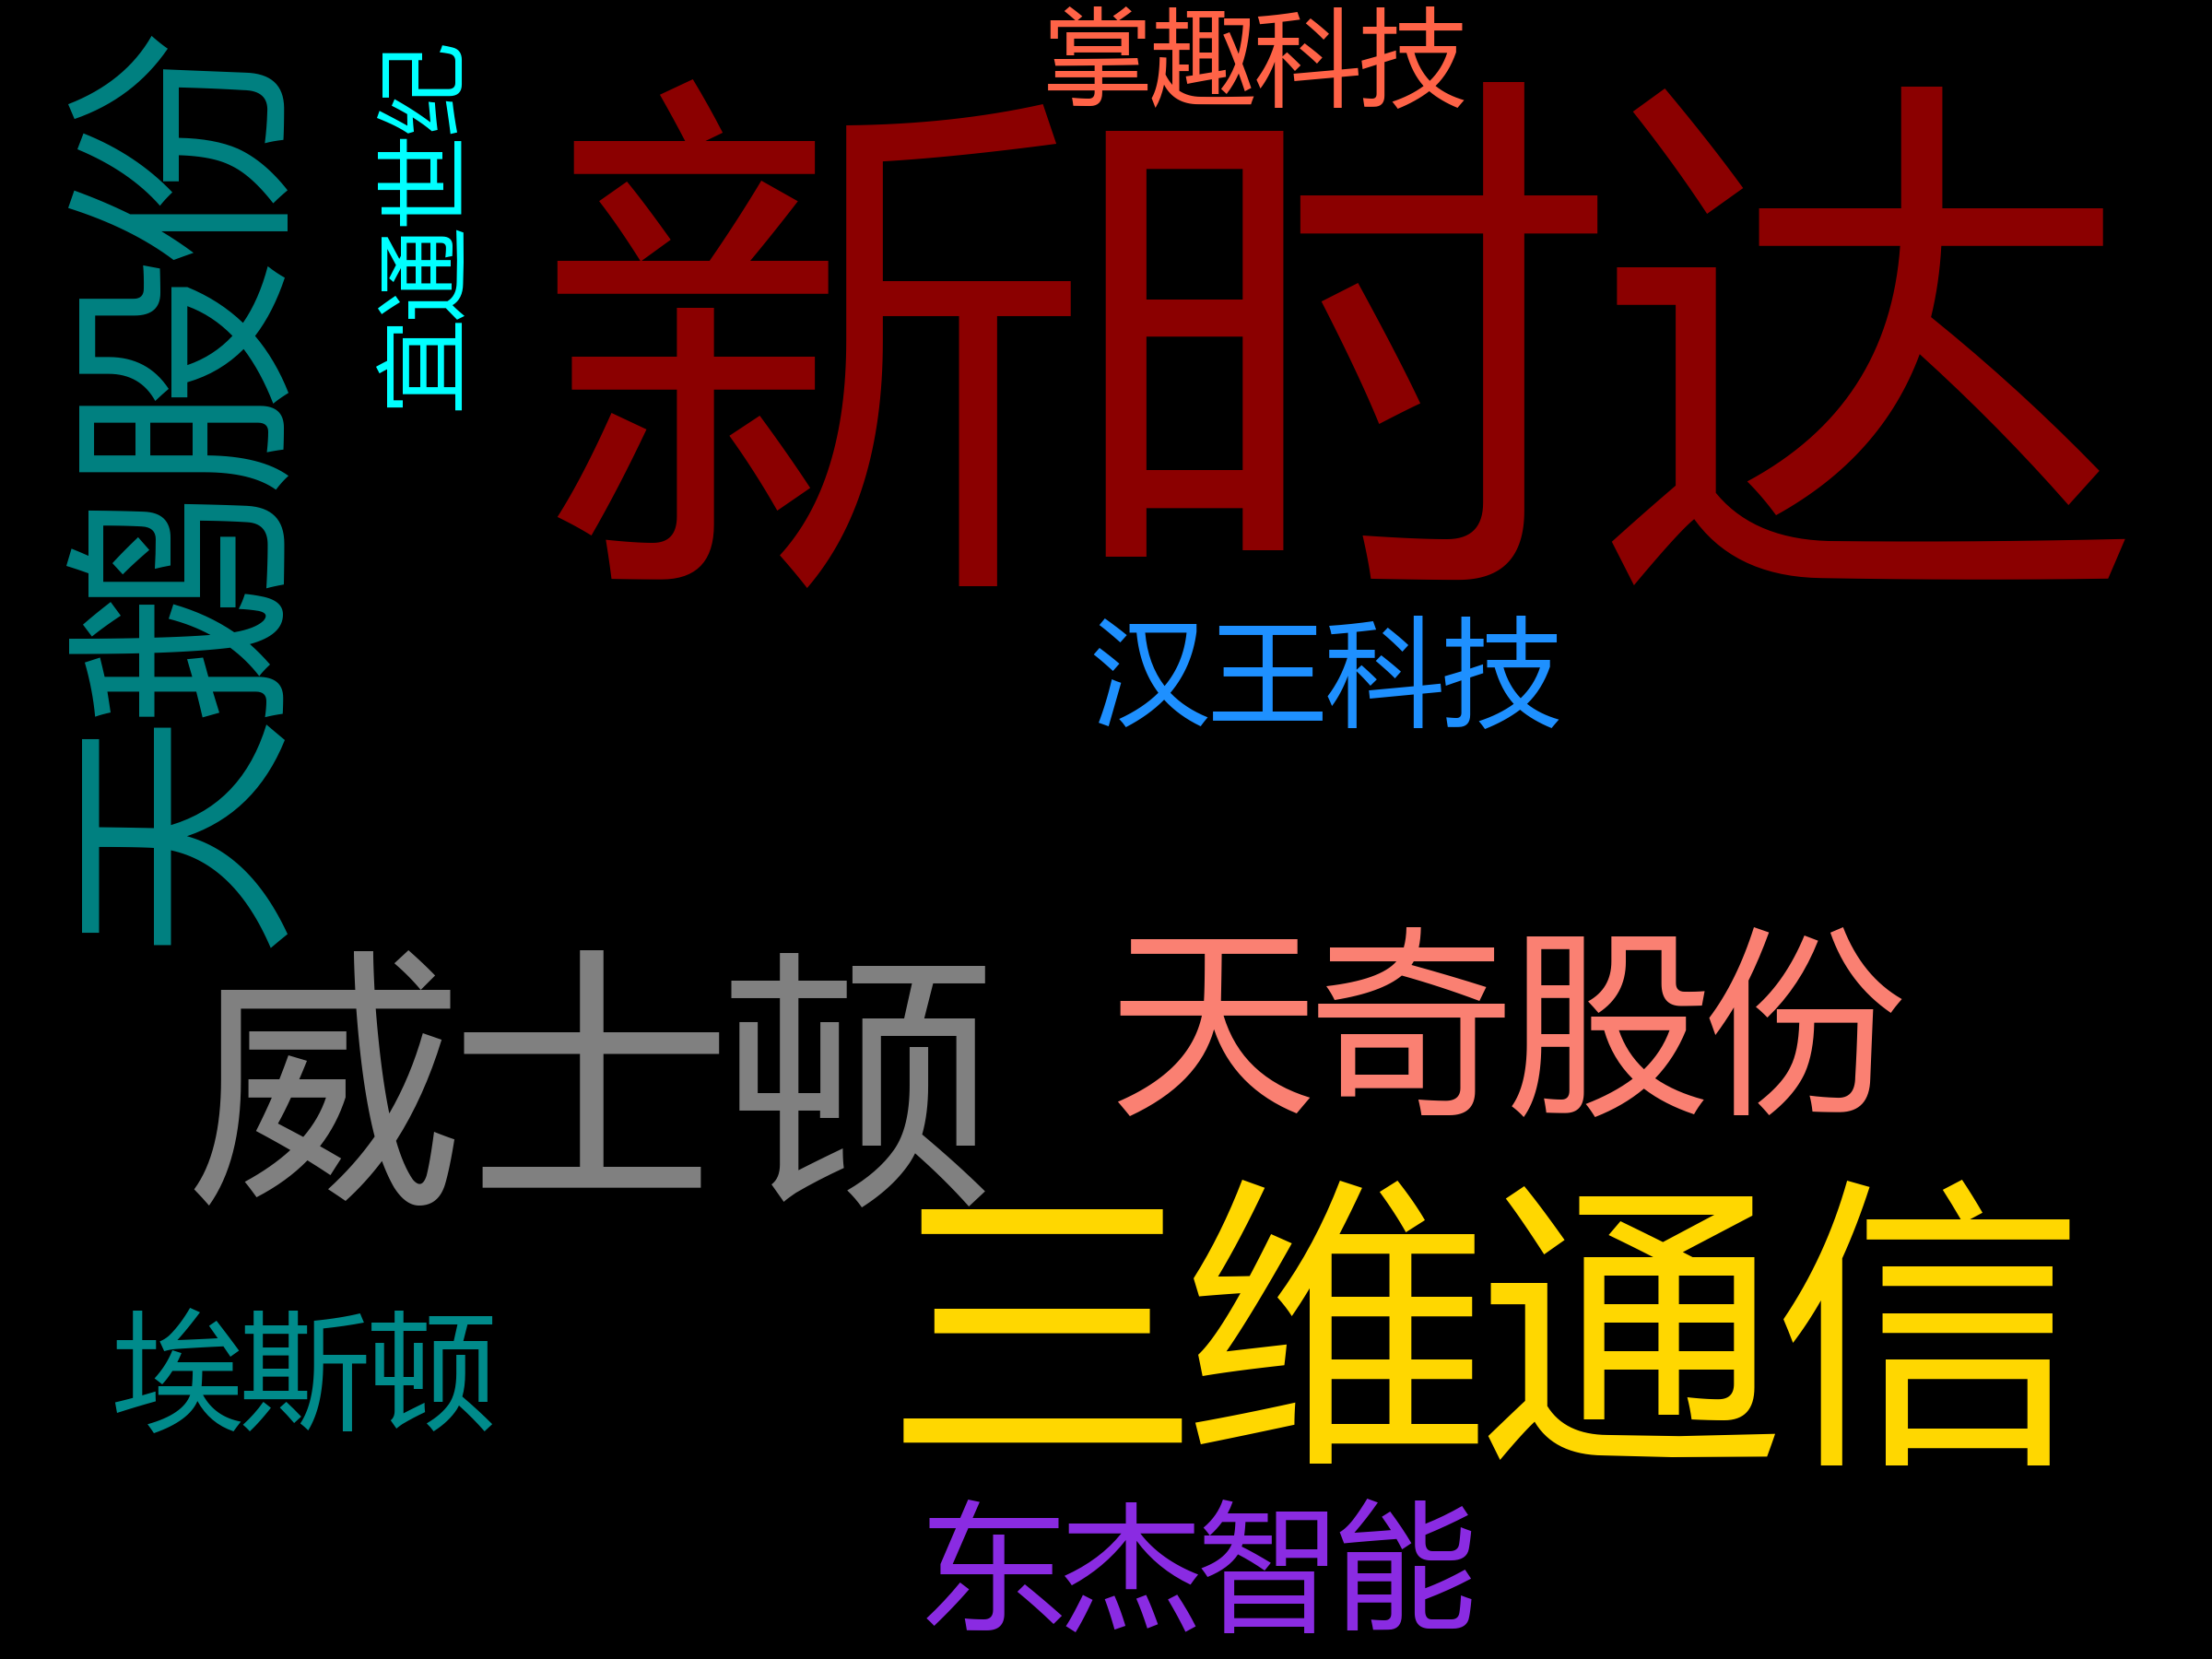 掌趣科技
新时达
宜通世纪
天鹅股份
汉王科技
天奇股份
威士顿
三维通信
埃斯顿
东杰智能